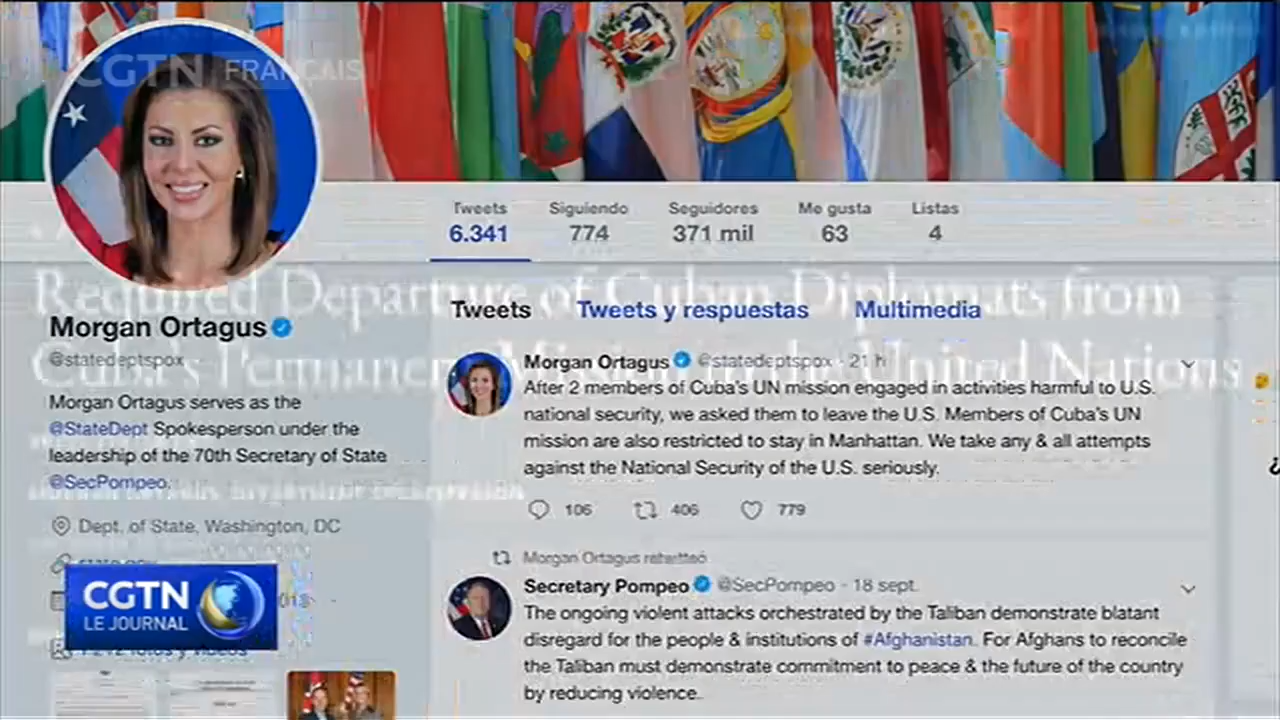 CGTN FRANÇAIS
Tweets Siguiendo Seguidores Me gusta Listas
6.341 774 371 mil 63 4
Required Departure of Cuban Diplomats from
Cuba's Permanent Mission to the United Nations
Tweets Tweets y respuestas Multimedia
Morgan Ortagus
@statedeptspox
Morgan Ortagus serves as the
@StateDept Spokesperson under the
leadership of the 70th Secretary of State
@SecPompeo.
Dept. of State, Washington, DC
Morgan Ortagus @statedeptspox · 21 h
After 2 members of Cuba's UN mission engaged in activities harmful to U.S.
national security, we asked them to leave the U.S. Members of Cuba's UN
mission are also restricted to stay in Manhattan. We take any & all attempts
against the National Security of the U.S. seriously.
106 406 779
Morgan Ortagus retwitteó
Secretary Pompeo @SecPompeo · 18 sept.
The ongoing violent attacks orchestrated by the Taliban demonstrate blatant
disregard for the people & institutions of #Afghanistan. For Afghans to reconcile
the Taliban must demonstrate commitment to peace & the future of the country
by reducing violence.
CGTN
LE JOURNAL